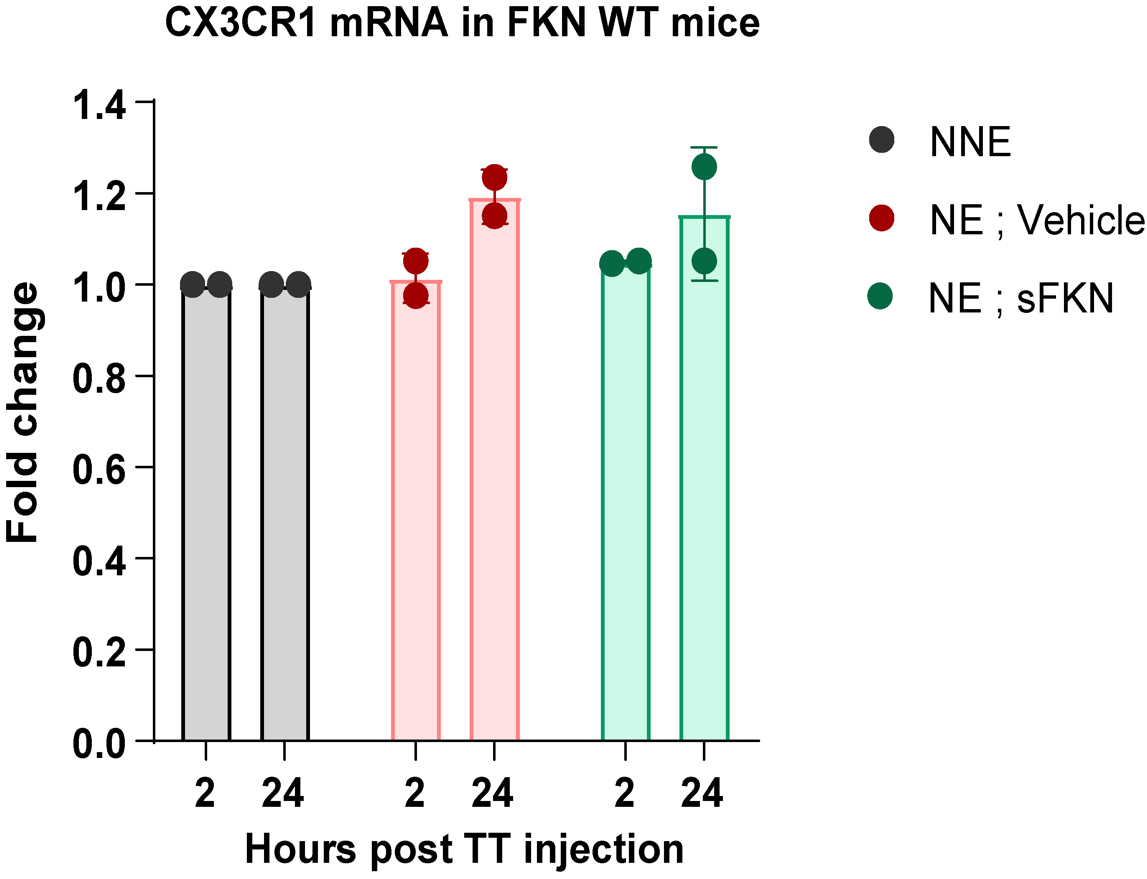 CX3CR1 mRNA in FKN WT mice
1.4
1.2
1.0
0.8
0.6
0.4
0.2
0.0
Fold change
2 24 2 24 2 24
Hours post TT injection
NNE
NE ; Vehicle
NE ; sFKN